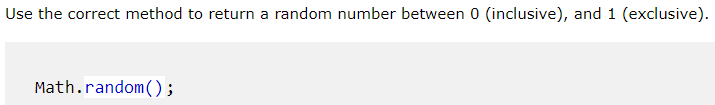 Use the correct method to return a random number between 0 (inclusive), and 1 (exclusive).
Math.random();